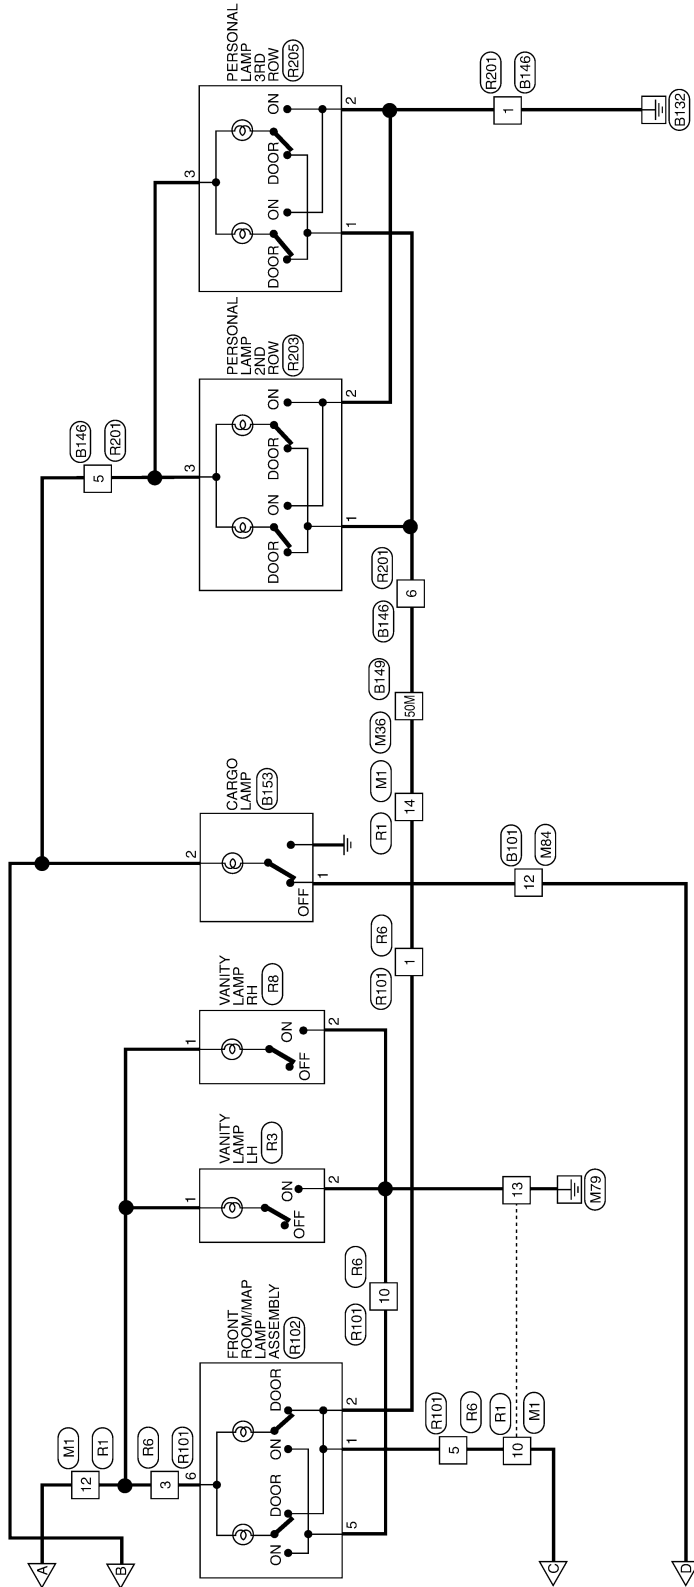 A
B
C
D
12
M1
R1
3
R6
R101
6
FRONT
ROOM/MAP
LAMP
ASSEMBLY
R102
ON
DOOR
ON
DOOR
5
1
2
R101
10
R6
5
R101
R6
10
R1
M1
13
M79
VANITY
LAMP
LH
R3
1
OFF
ON
2
VANITY
LAMP
RH
R8
1
OFF
ON
2
R101
1
R6
CARGO
LAMP
B153
2
OFF
1
12
B101
M84
R1
14
M1
M36
50M
B149
B146
6
R201
5
B146
R201
PERSONAL
LAMP
2ND
ROW
R203
3
DOOR
ON
DOOR
ON
1
2
PERSONAL
LAMP
3RD
ROW
R205
3
DOOR
ON
DOOR
ON
1
2
1
R201
B146
B132